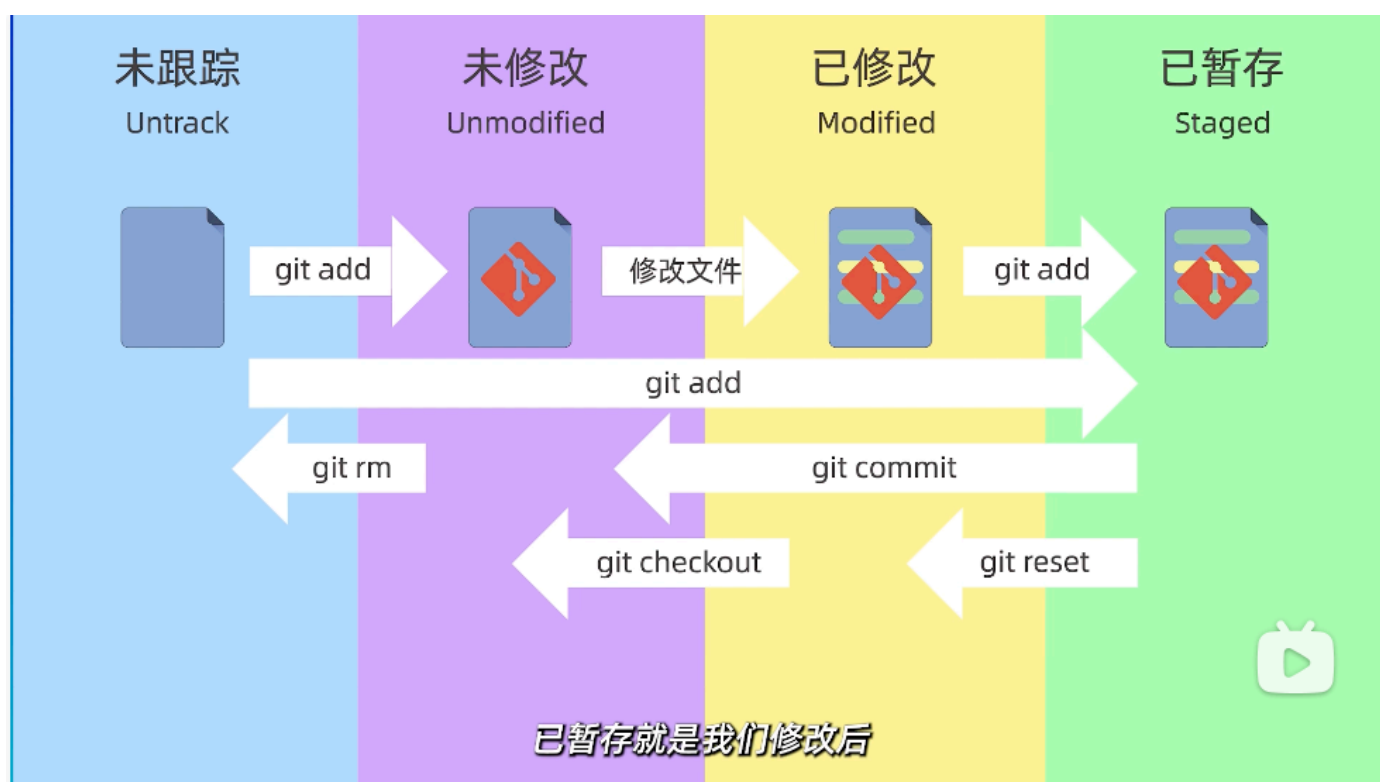 未跟踪
Untrack
未修改
Unmodified
已修改
Modified
已暂存
Staged
git add
修改文件
git add
git add
git rm
git commit
git checkout
git reset
已暂存就是我们修改后